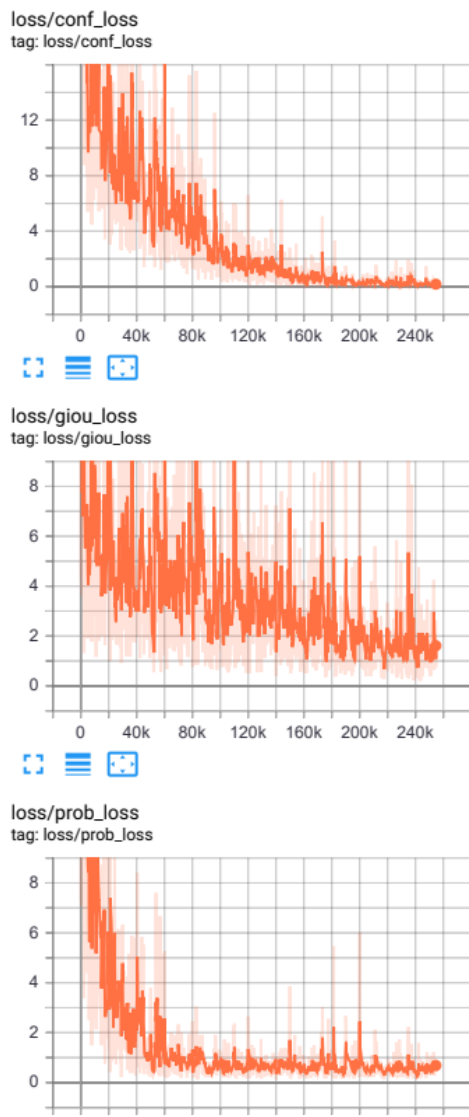 loss/conf_loss
tag: loss/conf_loss
12
8
4
0
0 40k 80k 120k 160k 200k 240k
loss/giou_loss
tag: loss/giou_loss
8
6
4
2
0
0 40k 80k 120k 160k 200k 240k
loss/prob_loss
tag: loss/prob_loss
8
6
4
2
0